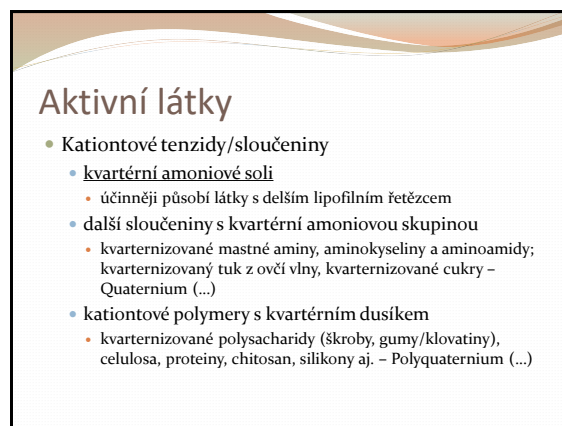 Aktivní látky
Kationtové tenzidy/sloučeniny
kvartérní amoniové soli
účinněji působí látky s delším lipofilním řetězcem
další sloučeniny s kvartérní amoniovou skupinou
kvarternizované mastné aminy, aminokyseliny a aminoamidy;
kvarternizovaný tuk z ovčí vlny, kvarternizované cukry –
Quaternium (...)
kationtové polymery s kvartérním dusíkem
kvarternizované polysacharidy (škroby, gumy/klovatiny),
celulosa, proteiny, chitosan, silikony aj. – Polyquaternium (...)